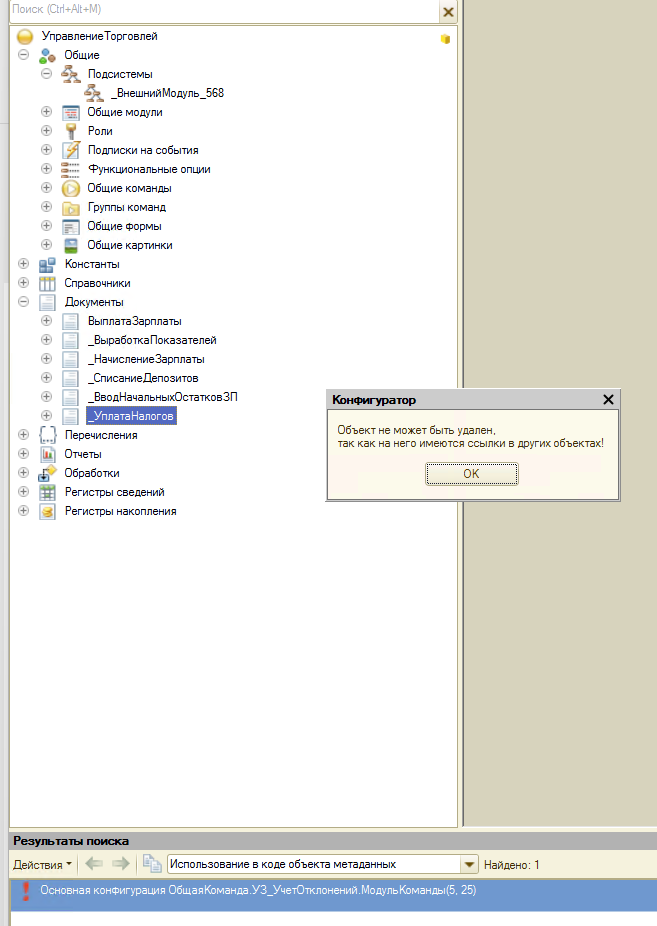 Поиск (Ctrl+Alt+M)
УправлениеТорговлей
Общие
Подсистемы
_ВнешнийМодуль_568
Общие модули
Роли
Подписки на события
Функциональные опции
Общие команды
Группы команд
Общие формы
Общие картинки
Константы
Справочники
Документы
ВыплатаЗарплаты
_ВыработкаПоказателей
_НачислениеЗарплаты
_СписаниеДепозитов
_ВводНачальныхОстатковЗП
_УплатаНалогов
Перечисления
Отчеты
Обработки
Регистры сведений
Регистры накопления
Конфигуратор
Объект не может быть удален,
так как на него имеются ссылки в других объектах!
OK
Результаты поиска
Действия
Использование в коде объекта метаданных
Найдено: 1
Основная конфигурация ОбщаяКоманда.УЗ_УчетОтклонений.МодульКоманды(5, 25)